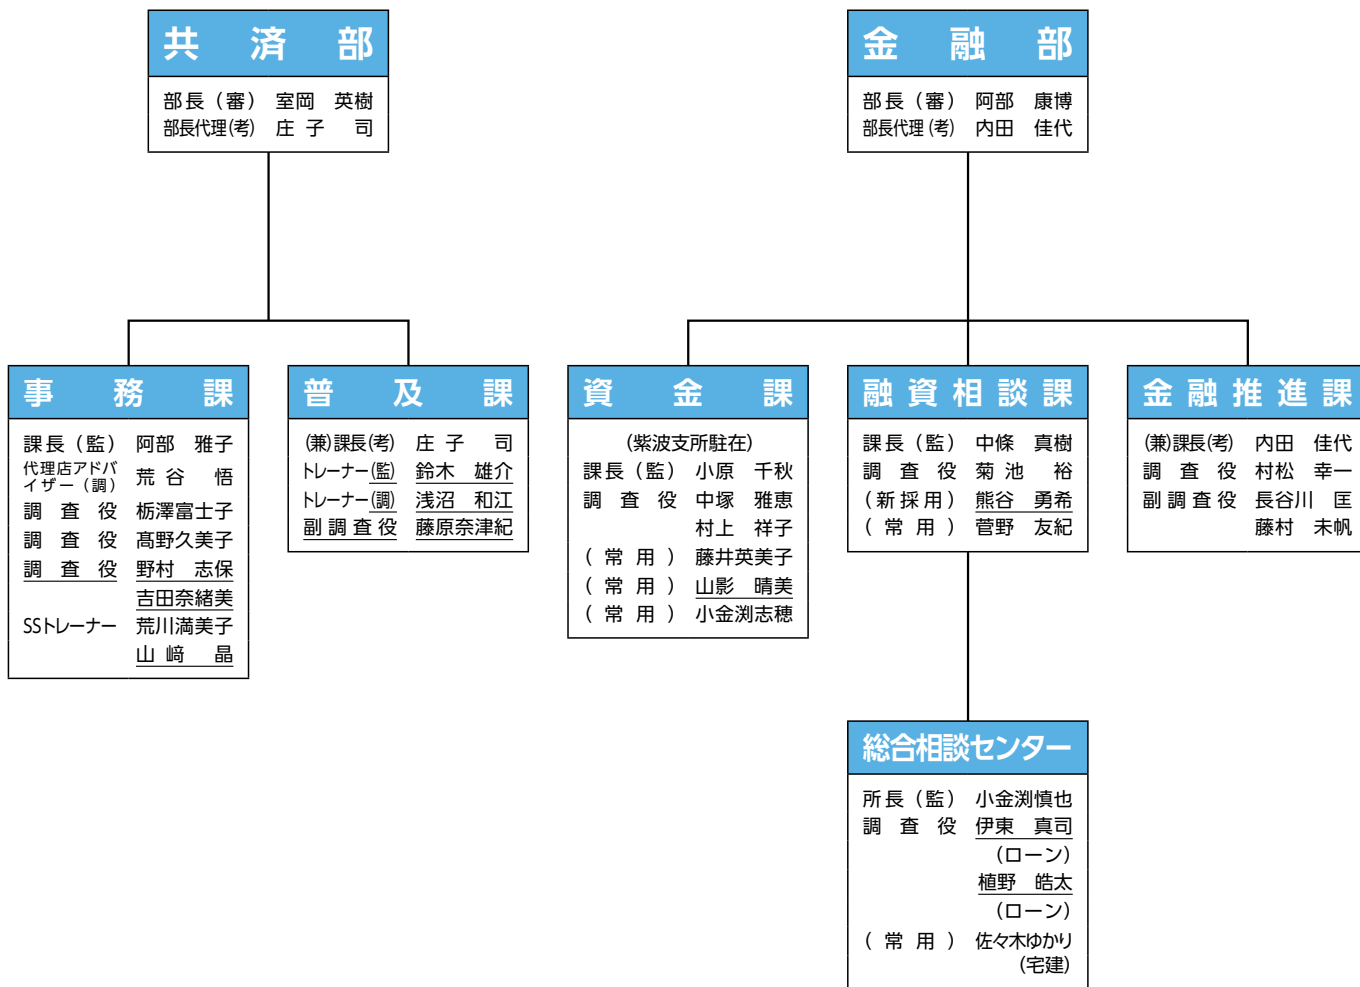 共済部
部長（審） 室岡 英樹
部長代理(考) 庄子 司
金融部
部長（審） 阿部 康博
部長代理(考) 内田 佳代
事務課
課長（監） 阿部 雅子
代理店アドバ
イザー（調） 荒谷 悟
調査役 栃澤富士子
調査役 髙野久美子
調査役 野村 志保
吉田奈緒美
SSトレーナー 荒川満美子
山﨑 晶
普及課
(兼)課長(考) 庄子 司
トレーナー(監) 鈴木 雄介
トレーナー(調) 浅沼 和江
副調査役 藤原奈津紀
資金課
(紫波支所駐在)
課長（監） 小原 千秋
調査役 中塚 雅恵
村上 祥子
(常用) 藤井英美子
(常用) 山影 晴美
(常用) 小金渕志穂
融資相談課
課長（監） 中條 真樹
調査役 菊池 裕
(新採用) 熊谷 勇希
(常用) 菅野 友紀
金融推進課
(兼)課長(考) 内田 佳代
調査役 村松 幸一
副調査役 長谷川 匡
藤村 未帆
総合相談センター
所長（監） 小金渕慎也
調査役 伊東 真司
(ローン)
植野 皓太
(ローン)
(常用) 佐々木ゆかり
(宅建)